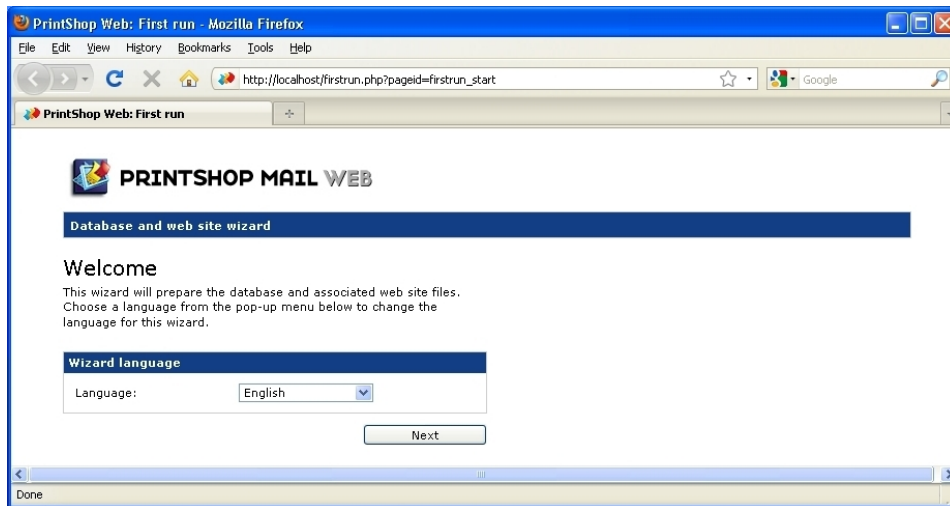 PrintShop Web: First run - Mozilla Firefox
File Edit View History Bookmarks Tools Help
http://localhost/firstrun.php?pageid=firstrun_start
Google
PrintShop Web: First run
PRINTSHOP MAIL WEB
Database and web site wizard
Welcome
This wizard will prepare the database and associated web site files.
Choose a language from the pop-up menu below to change the
language for this wizard.
Wizard language
Language: English
Next
Done